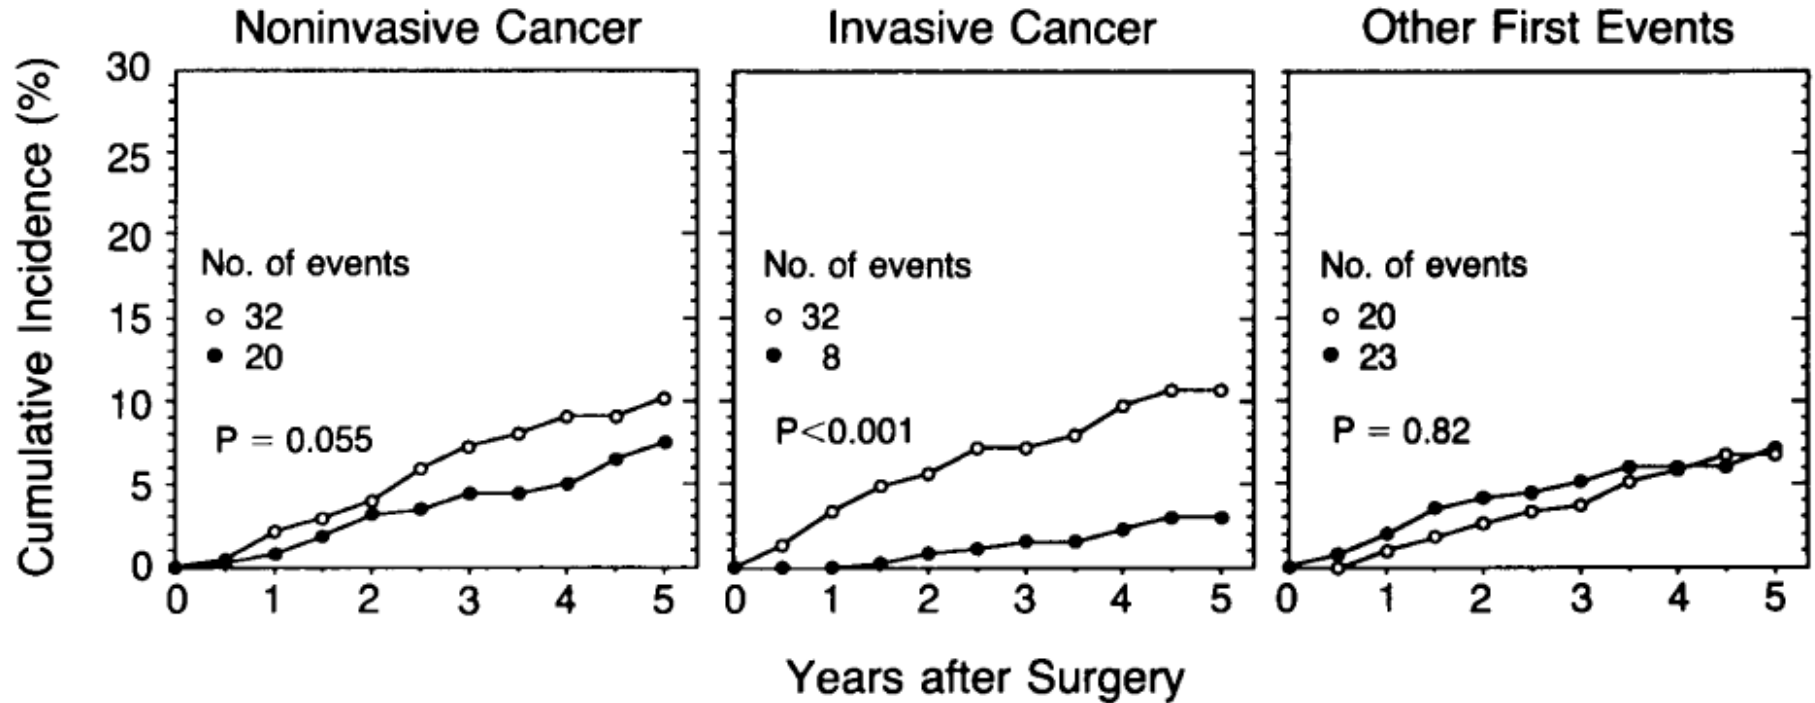 Noninvasive Cancer
Invasive Cancer
Other First Events
Cumulative Incidence (%)
30
25
20
15
10
5
0
No. of events
32
20
P = 0.055
0 1 2 3 4 5
No. of events
32
8
P<0.001
0 1 2 3 4 5
No. of events
20
23
P = 0.82
0 1 2 3 4 5
Years after Surgery